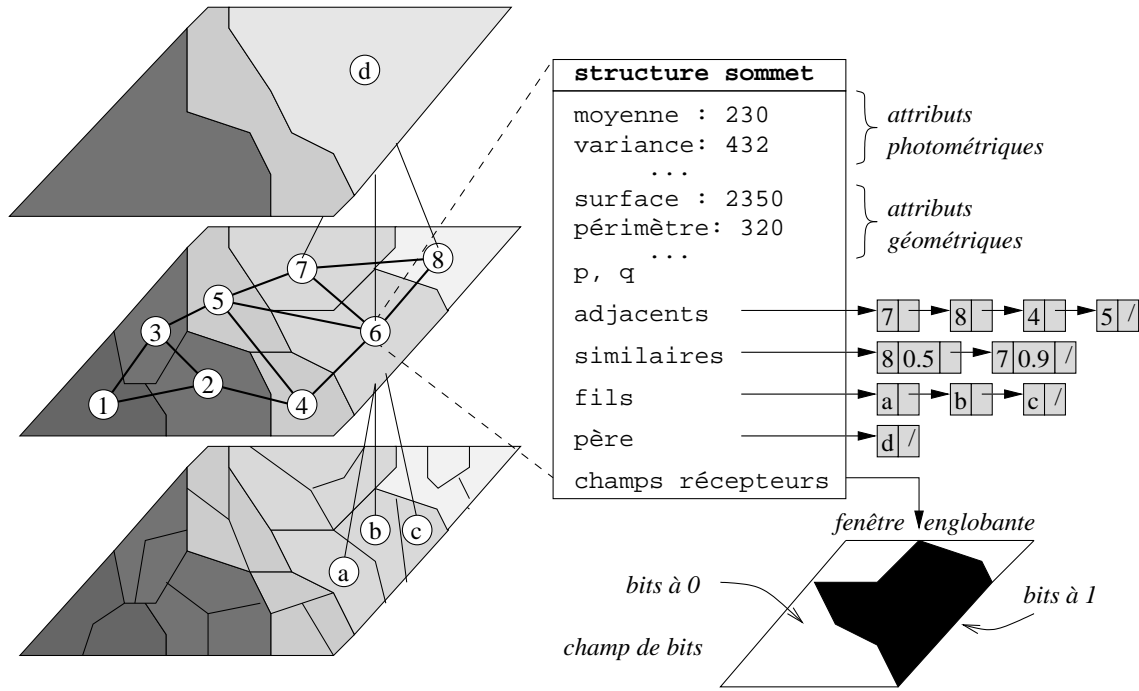 d
7
8
5
3
6
2
1
4
b
c
a
structure sommet
moyenne : 230
variance: 432
...
attributs
photométriques
surface : 2350
périmètre: 320
...
attributs
géométriques
p, q
adjacents 7 8 4 5 /
similaires 8 0.5 7 0.9 /
fils a b c /
père d /
champs récepteurs
fenêtre englobante
bits à 0
bits à 1
champ de bits